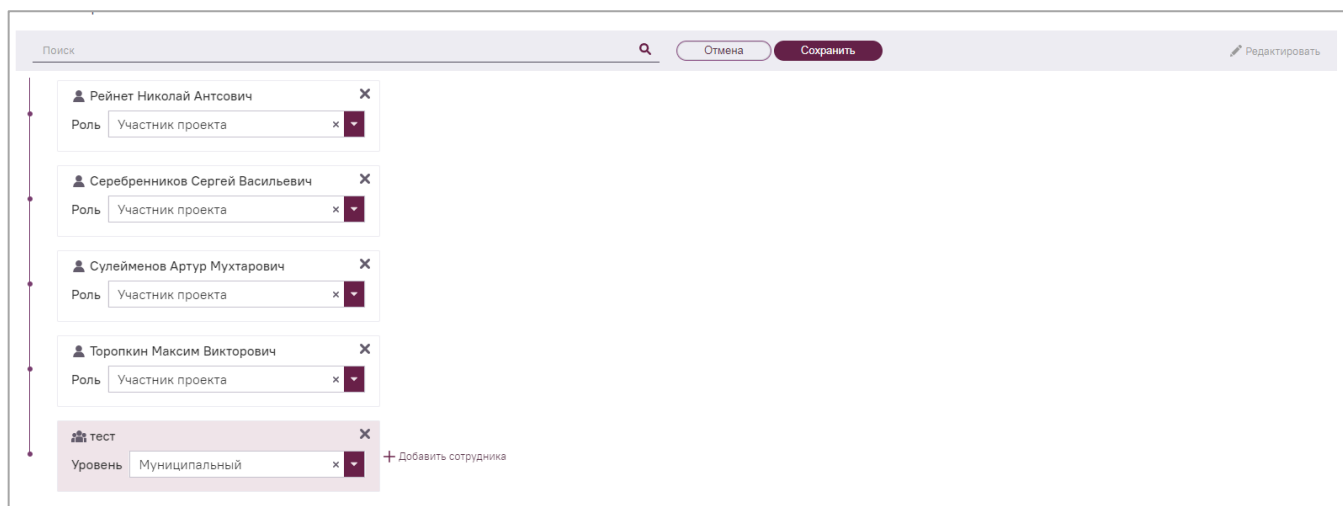 Поиск
Отмена
Сохранить
Редактировать
Рейнет Николай Антсович
Роль Участник проекта
Серебренников Сергей Васильевич
Роль Участник проекта
Сулейменов Артур Мухтарович
Роль Участник проекта
Торопкин Максим Викторович
Роль Участник проекта
тест
Уровень Муниципальный
Добавить сотрудника